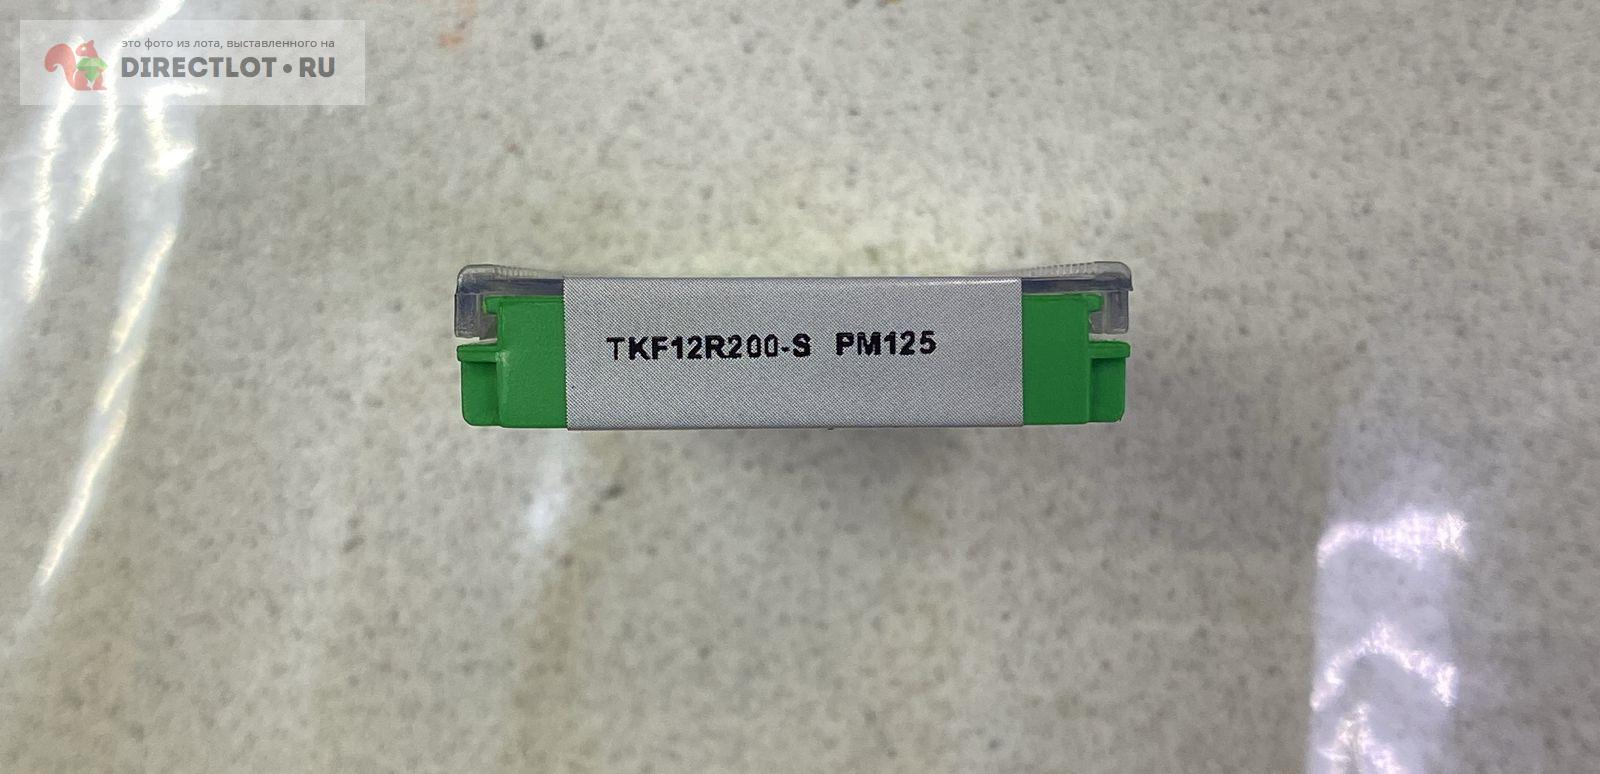 это фото из лота, выставленного на
DIRECTLOT•RU
TKF12R200-S PM125